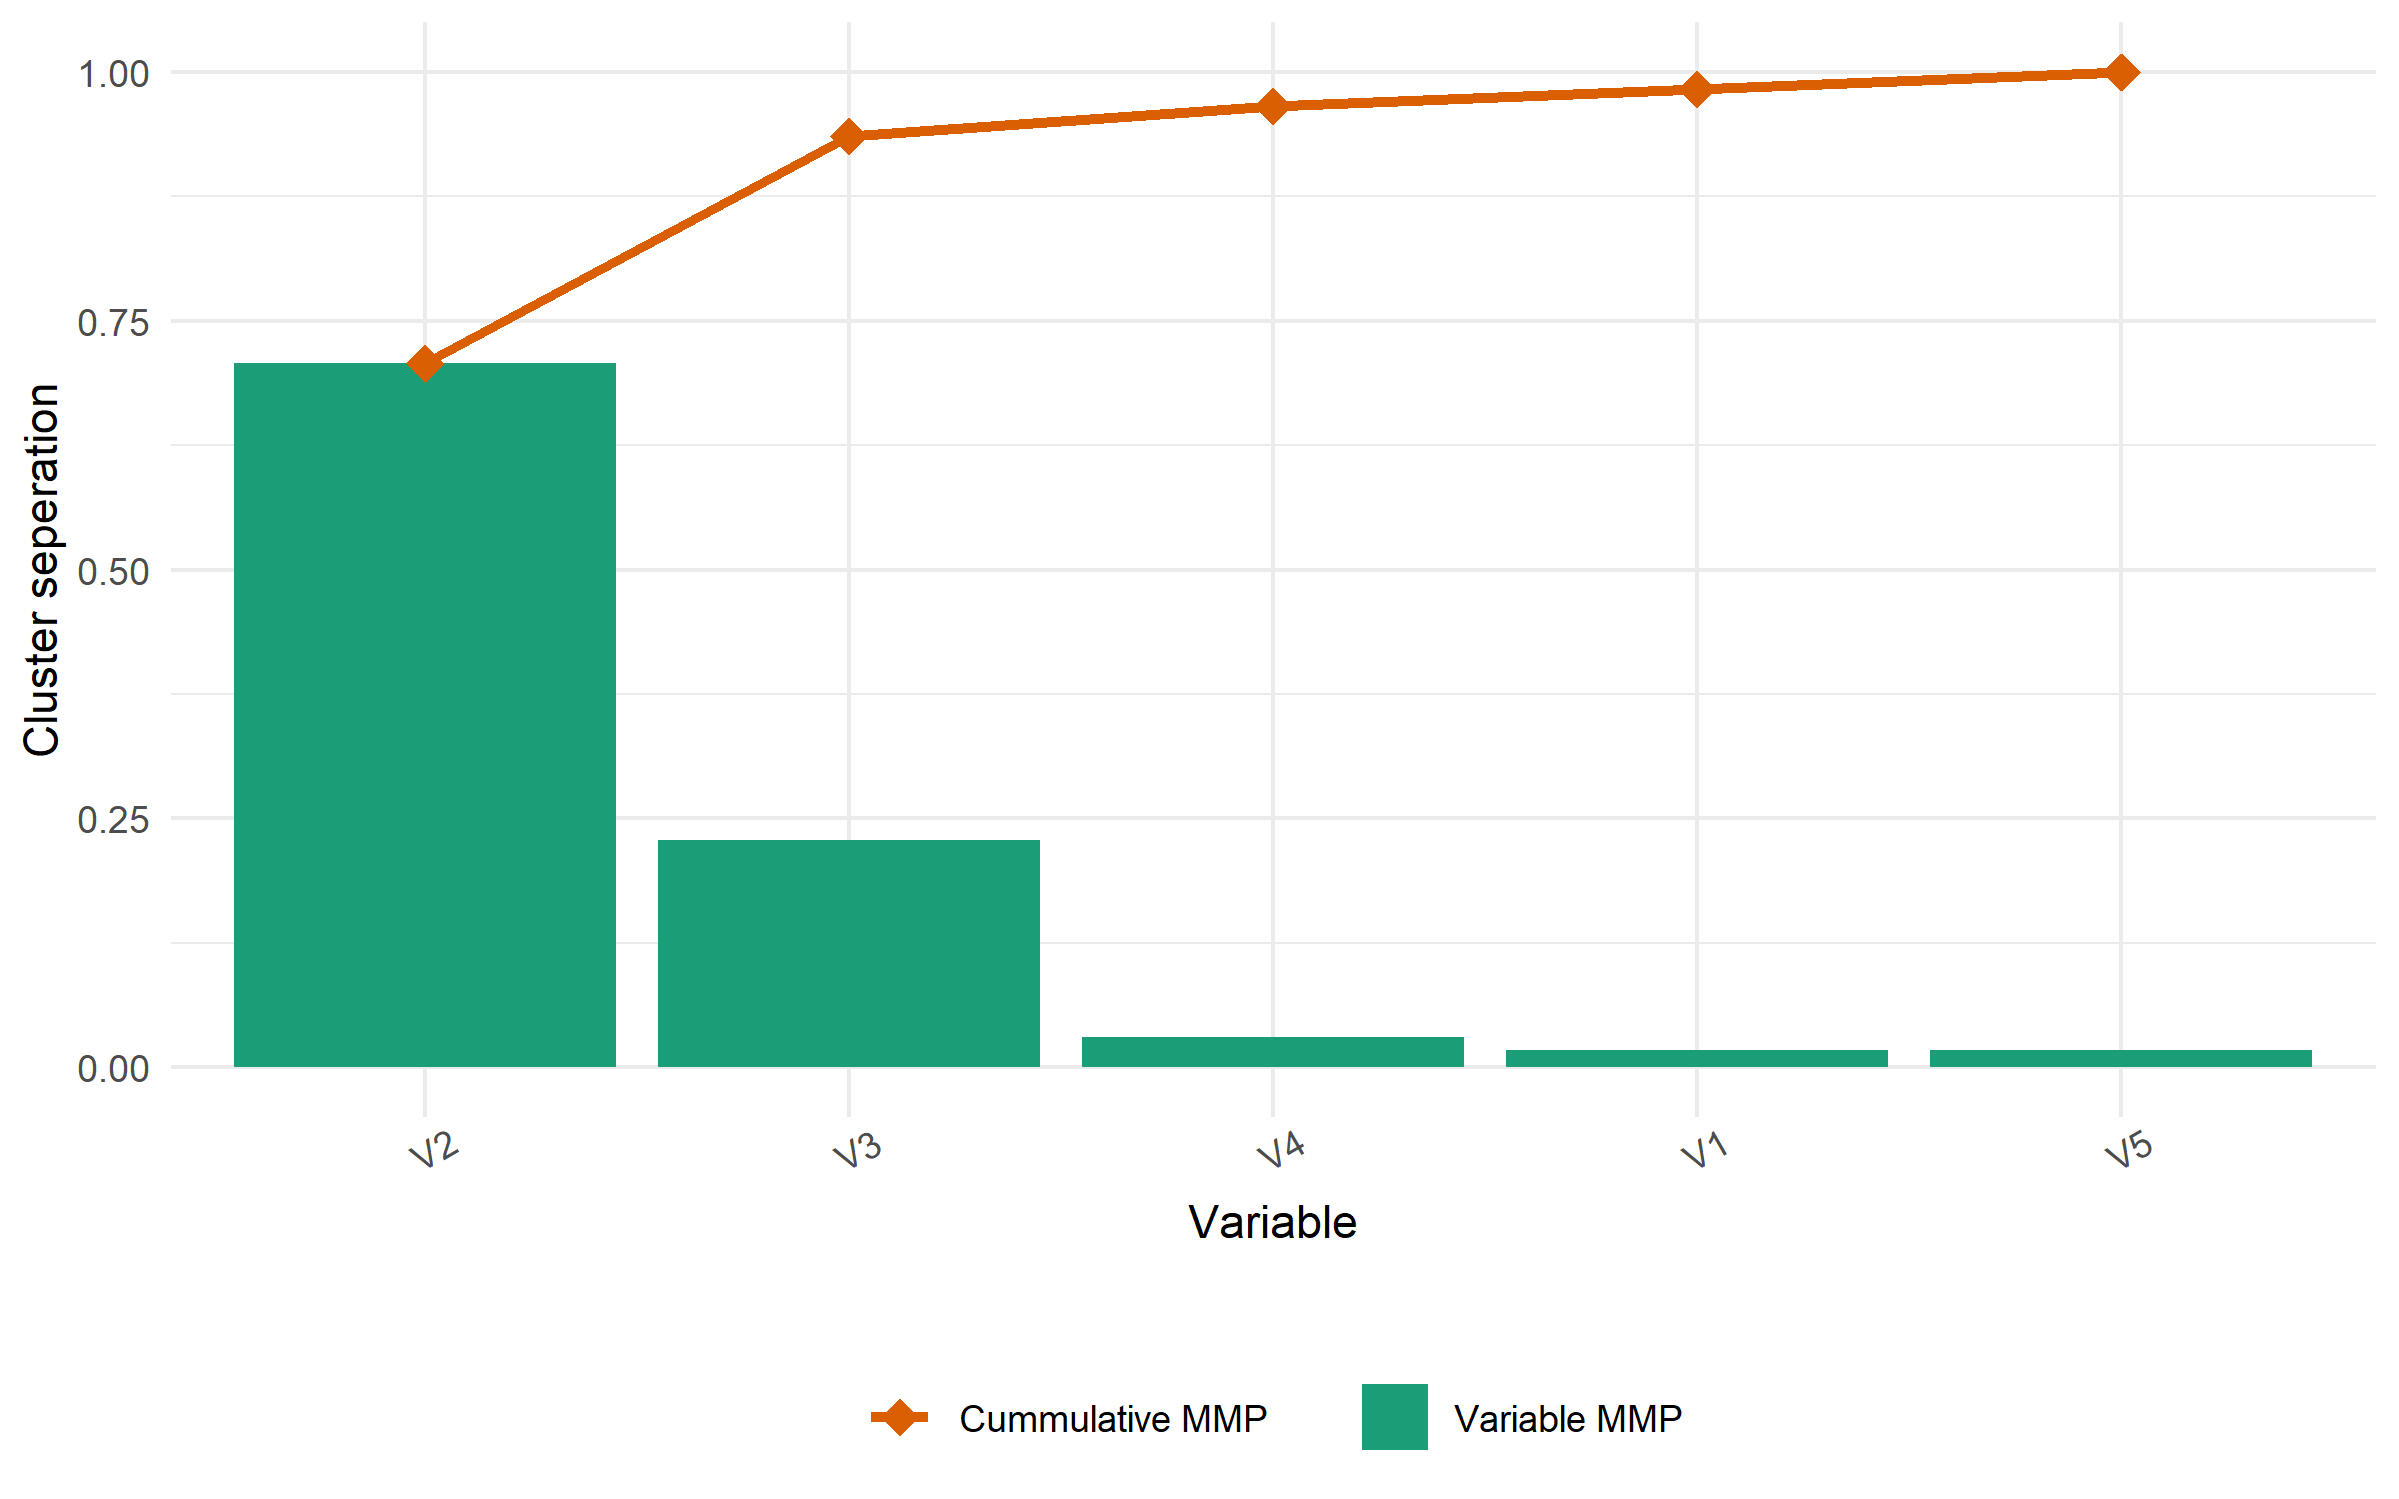 1.00
0.75
0.50
0.25
0.00
Cluster seperation
V2
V3
V4
V1
V5
Variable
Cummulative MMP
Variable MMP